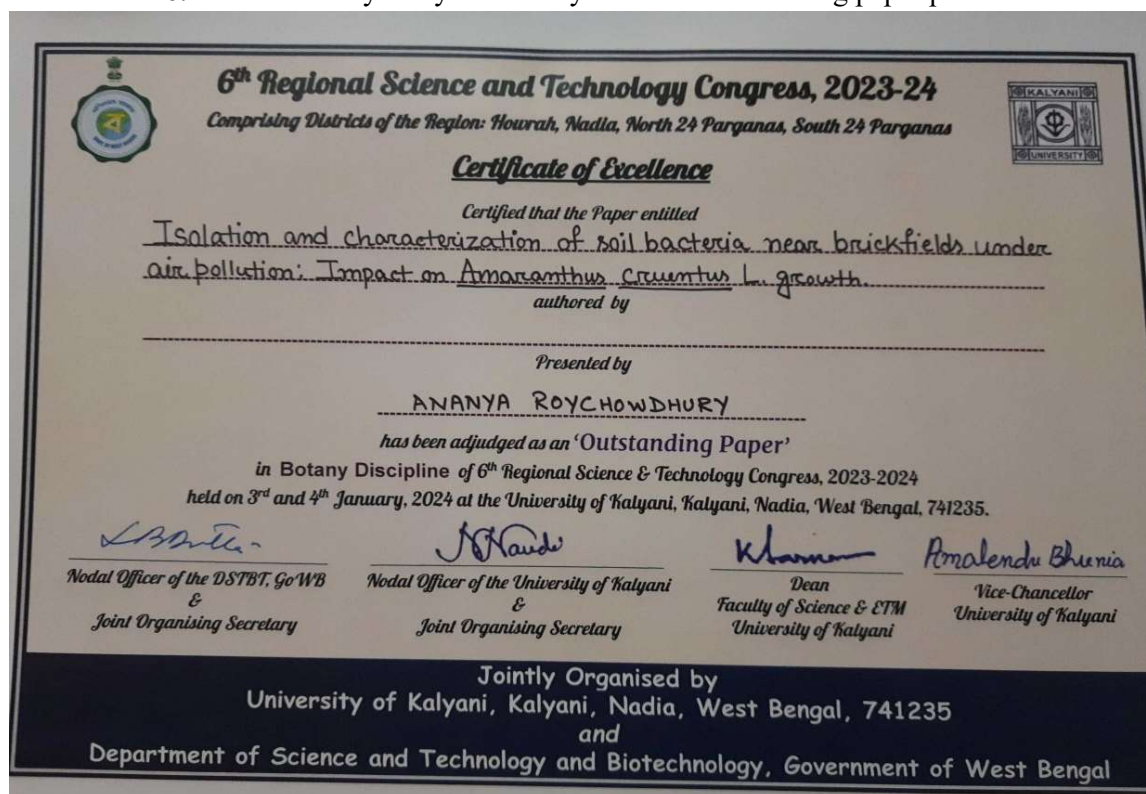 6th Regional Science and Technology Congress, 2023-24
Comprising Districts of the Region: Howrah, Nadia, North 24 Parganas, South 24 Parganas
KALYANI
UNIVERSITY
Certificate of Excellence
Certified that the Paper entitled
Isolation and characterization of soil bacteria near brickfields under
air pollution: Impact on Amaranthus cruentus L. growth.
authored by
Presented by
ANANYA ROYCHOWDHURY
has been adjudged as an 'Outstanding Paper'
in Botany Discipline of 6th Regional Science & Technology Congress, 2023-2024
held on 3rd and 4th January, 2024 at the University of Kalyani, Kalyani, Nadia, West Bengal, 741235.
Amalendu Bhunia
Nodal Officer of the DSTBT, GoWB
&
Joint Organising Secretary
Nodal Officer of the University of Kalyani
&
Joint Organising Secretary
Dean
Faculty of Science & ETM
University of Kalyani
Vice-Chancellor
University of Kalyani
Jointly Organised by
University of Kalyani, Kalyani, Nadia, West Bengal, 741235
and
Department of Science and Technology and Biotechnology, Government of West Bengal